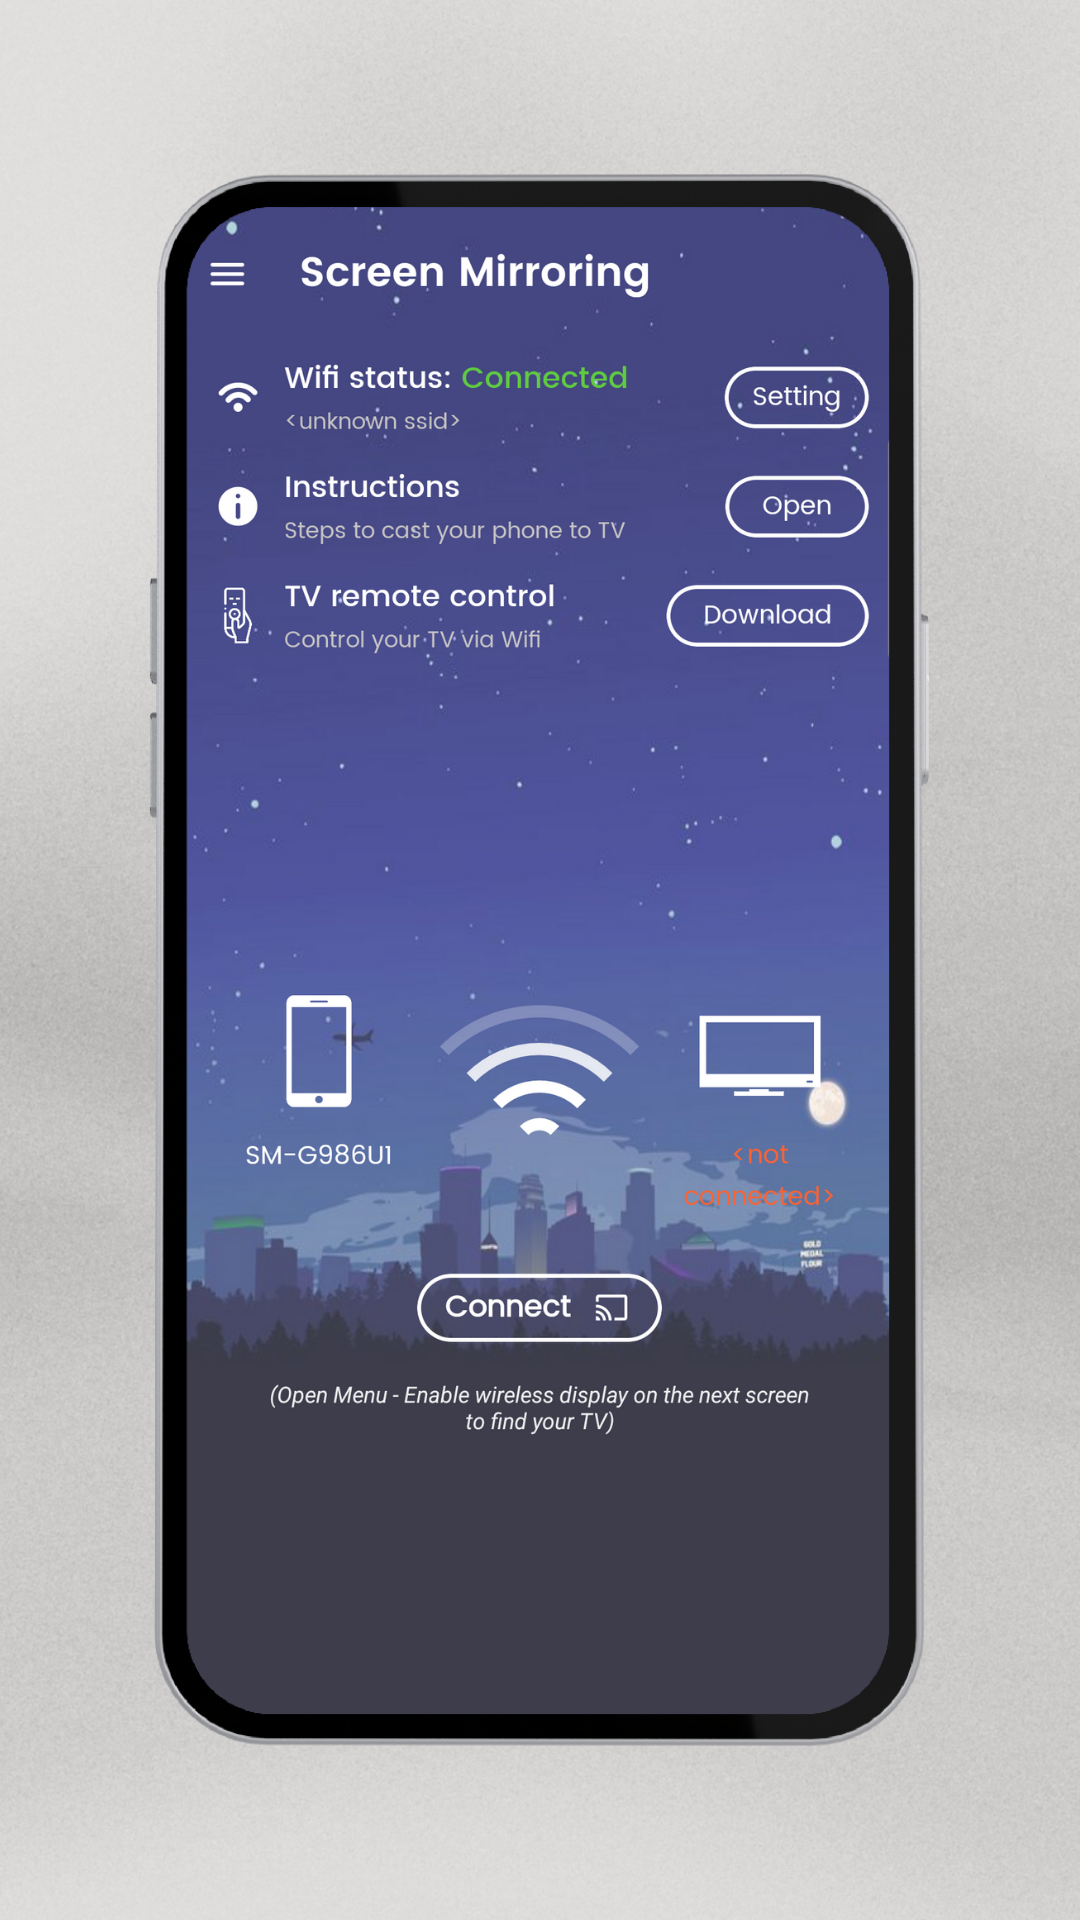 Screen Mirroring
Wifi status: Connected
<unknown ssid>
Setting
Instructions
Steps to cast your phone to TV
Open
TV remote control
Control your TV via Wifi
Download
SM-G986U1
<not
connected>
GOLD
MEDAL
FLOUR
Connect
(Open Menu - Enable wireless display on the next screen
to find your TV)